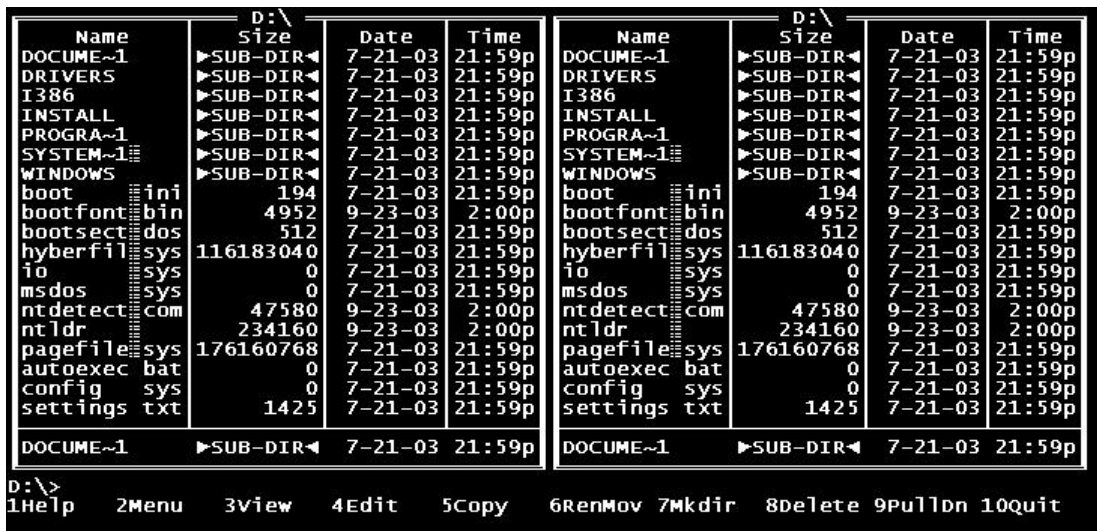 D:\ D:\
Name Size Date Time Name Size Date Time
DOCUME~1 ►SUB-DIR◄ 7-21-03 21:59p DOCUME~1 ►SUB-DIR◄ 7-21-03 21:59p
DRIVERS ►SUB-DIR◄ 7-21-03 21:59p DRIVERS ►SUB-DIR◄ 7-21-03 21:59p
I386 ►SUB-DIR◄ 7-21-03 21:59p I386 ►SUB-DIR◄ 7-21-03 21:59p
INSTALL ►SUB-DIR◄ 7-21-03 21:59p INSTALL ►SUB-DIR◄ 7-21-03 21:59p
PROGRA~1 ►SUB-DIR◄ 7-21-03 21:59p PROGRA~1 ►SUB-DIR◄ 7-21-03 21:59p
SYSTEM~1 ►SUB-DIR◄ 7-21-03 21:59p SYSTEM~1 ►SUB-DIR◄ 7-21-03 21:59p
WINDOWS ►SUB-DIR◄ 7-21-03 21:59p WINDOWS ►SUB-DIR◄ 7-21-03 21:59p
boot ini 194 7-21-03 21:59p boot ini 194 7-21-03 21:59p
bootfont bin 4952 9-23-03 2:00p bootfont bin 4952 9-23-03 2:00p
bootsect dos 512 7-21-03 21:59p bootsect dos 512 7-21-03 21:59p
hyberfil sys 116183040 7-21-03 21:59p hyberfil sys 116183040 7-21-03 21:59p
io sys 0 7-21-03 21:59p io sys 0 7-21-03 21:59p
msdos sys 0 7-21-03 21:59p msdos sys 0 7-21-03 21:59p
ntdetect com 47580 9-23-03 2:00p ntdetect com 47580 9-23-03 2:00p
ntldr 234160 9-23-03 2:00p ntldr 234160 9-23-03 2:00p
pagefile sys 176160768 7-21-03 21:59p pagefile sys 176160768 7-21-03 21:59p
autoexec bat 0 7-21-03 21:59p autoexec bat 0 7-21-03 21:59p
config sys 0 7-21-03 21:59p config sys 0 7-21-03 21:59p
settings txt 1425 7-21-03 21:59p settings txt 1425 7-21-03 21:59p
DOCUME~1 ►SUB-DIR◄ 7-21-03 21:59p DOCUME~1 ►SUB-DIR◄ 7-21-03 21:59p
D:\>
1Help 2Menu 3View 4Edit 5Copy 6RenMov 7Mkdir 8Delete 9PullDn 10Quit